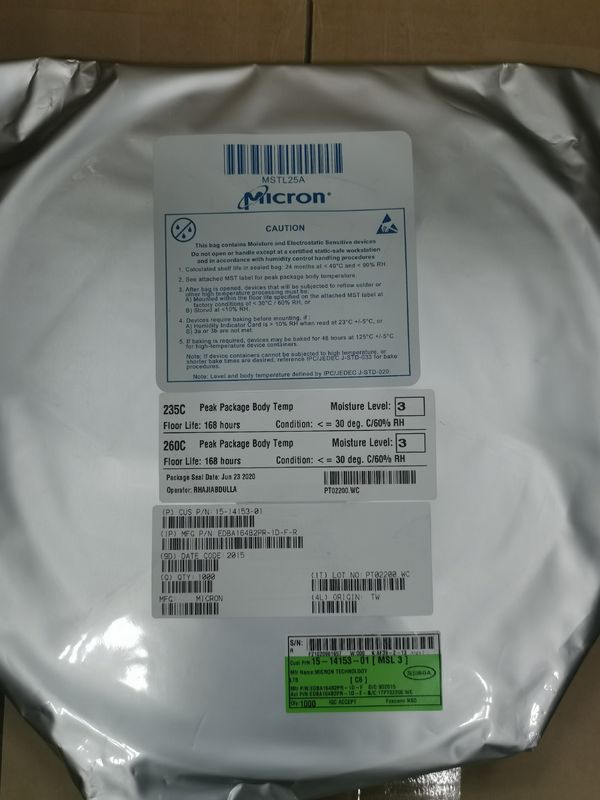 MSTL25A
Micron
CAUTION
This bag contains Moisture and Electrostatic Sensitive devices
Do not open or handle except at a certified static-safe workstation
and in accordance with humidity control handling procedures
1. Calculated shelf life in sealed bag: 24 months at < 40°C and < 90% RH.
2. See attached MST label for peak package body temperature.
3. After bag is opened, devices that will be subjected to reflow solder or
other high temperature processing must be:
A) Mounted within the floor life specified on the attached MST label at
factory conditions of < 30°C / 60% RH, or
B) Stored at <10% RH.
4. Devices require baking before mounting, if :
A) Humidity Indicator Card is > 10% RH when read at 23°C +/-5°C, or
B) 3a or 3b are not met.
5. If baking is required, devices may be baked for 48 hours at 125°C +/-5°C
for high-temperature device containers.
Note: If device containers cannot be subjected to high temperature, or
shorter bake times are desired, reference IPC/JEDEC J-STD-033 for bake
procedures.
Note: Level and body temperature defined by IPC/JEDEC J-STD-020
235C Peak Package Body Temp Moisture Level: 3
Floor Life: 168 hours Condition: < = 30 deg. C/60% RH
260C Peak Package Body Temp Moisture Level: 3
Floor Life: 168 hours Condition: < = 30 deg. C/60% RH
Package Seal Date: Jun 23 2020
Operator: RHAJIABDULLA PT02200.WC
(P) CUS P/N: 15-14153-01
(1P) MFG P/N EDBA164B2PR-1D-F-R
(9D) DATE CODE: 2015
(Q) QTY: 1000 (1T) LOT NO: PT02200 WC
MFG MICRON (4L) ORIGIN: TW
S/N:
Cust P/N: 15-14153-01 [ MSL 3 ]
Mfr Name: MICRON TECHNOLOGY
LTB [ C6 ]
Mfr P/N: EDBA164B2PR-1D-F
Qty: 1000 IQC ACCEPT Foxconn NSD